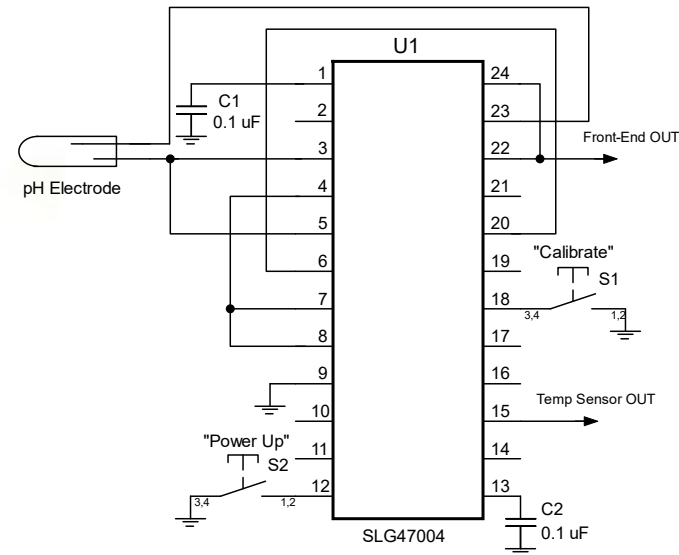 U1
1
24
C1
0.1 uF
2
23
Front-End OUT
3
22
pH Electrode
4
21
5
20
"Calibrate"
6
19
S1
7
18
3,4
1,2
8
17
9
16
Temp Sensor OUT
10
15
"Power Up"
11
14
S2
12
13
3,4
1,2
C2
0.1 uF
SLG47004